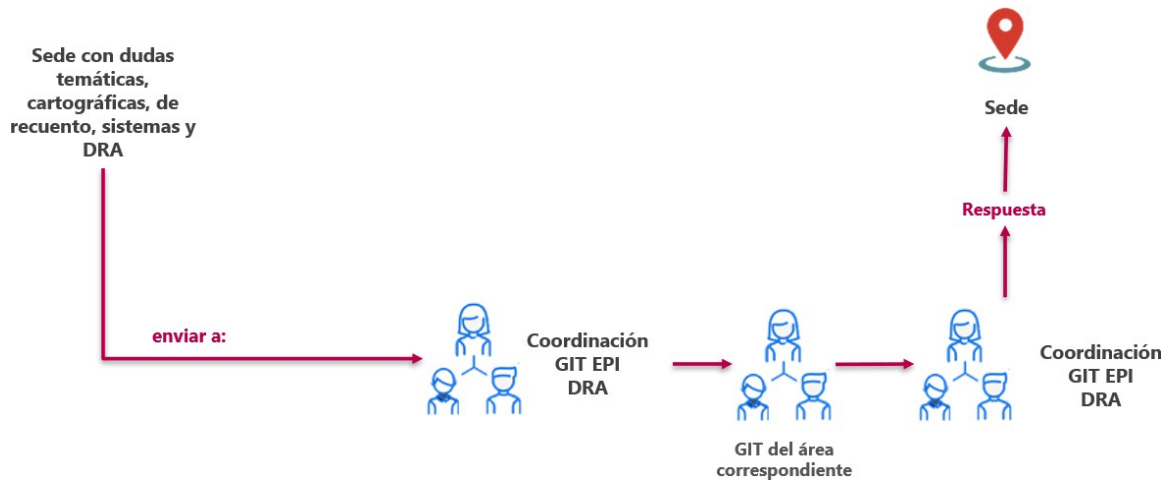 Sede con dudas
temáticas,
cartográficas, de
recuento, sistemas y
DRA
enviar a:
Coordinación
GIT EPI
DRA
GIT del área
correspondiente
Coordinación
GIT EPI
DRA
Respuesta
Sede